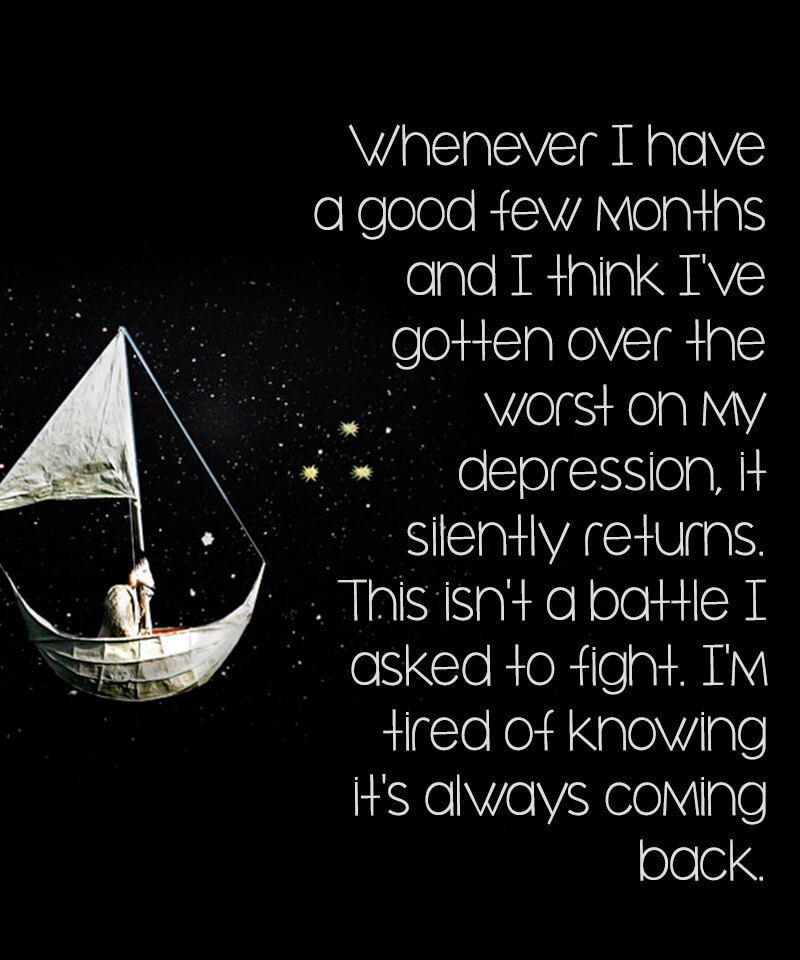 Whenever I have
a good few months
and I think I've
gotten over the
worst on my
depression, it
silently returns.
This isn't a battle I
asked to fight. I'm
tired of knowing
it's always coming
back.